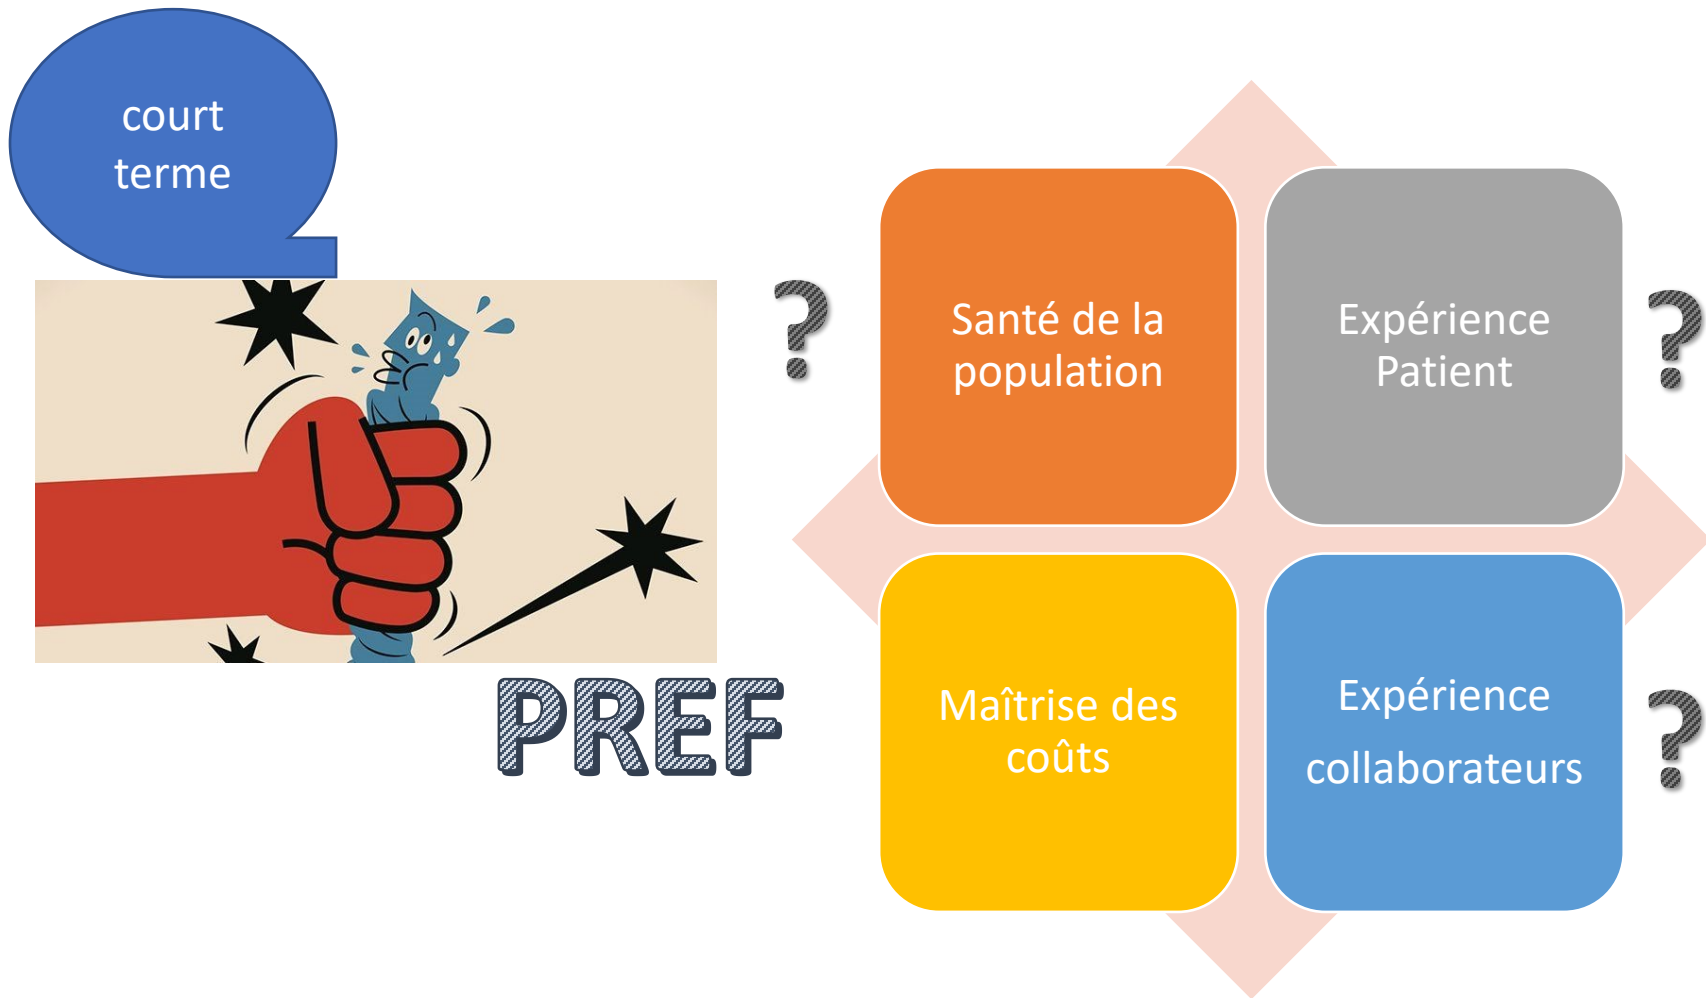 court
terme
?
Santé de la
population
Expérience
Patient
?
PREF
Maîtrise des
coûts
Expérience
collaborateurs
?